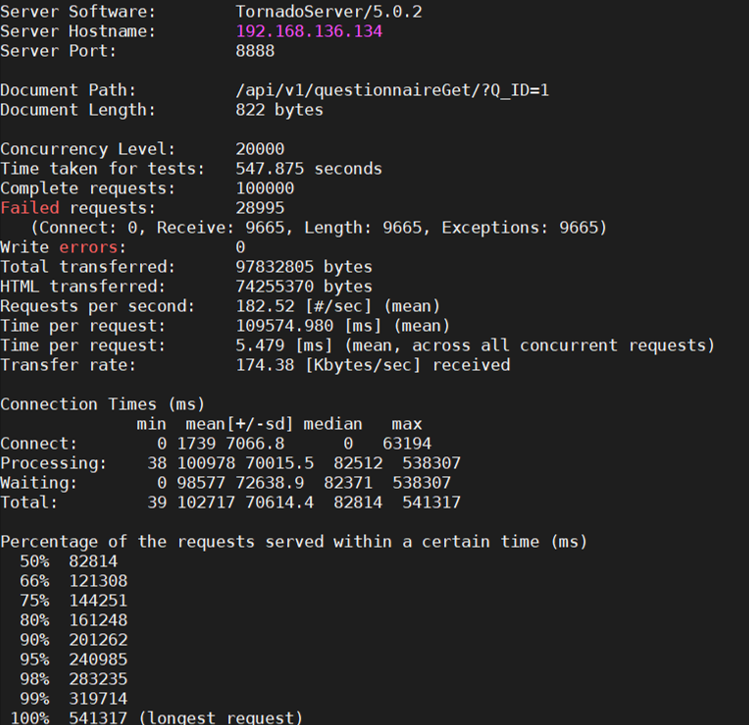 Server Software: TornadoServer/5.0.2
Server Hostname: 192.168.136.134
Server Port: 8888
Document Path: /api/v1/questionnaireGet/?Q_ID=1
Document Length: 822 bytes
Concurrency Level: 20000
Time taken for tests: 547.875 seconds
Complete requests: 100000
Failed requests: 28995
(Connect: 0, Receive: 9665, Length: 9665, Exceptions: 9665)
Write errors: 0
Total transferred: 97832805 bytes
HTML transferred: 74255370 bytes
Requests per second: 182.52 [#/sec] (mean)
Time per request: 109574.980 [ms] (mean)
Time per request: 5.479 [ms] (mean, across all concurrent requests)
Transfer rate: 174.38 [Kbytes/sec] received
Connection Times (ms)
min mean[+/-sd] median max
Connect: 0 1739 7066.8 0 63194
Processing: 38 100978 70015.5 82512 538307
Waiting: 0 98577 72638.9 82371 538307
Total: 39 102717 70614.4 82814 541317
Percentage of the requests served within a certain time (ms)
50% 82814
66% 121308
75% 144251
80% 161248
90% 201262
95% 240985
98% 283235
99% 319714
100% 541317 (longest request)